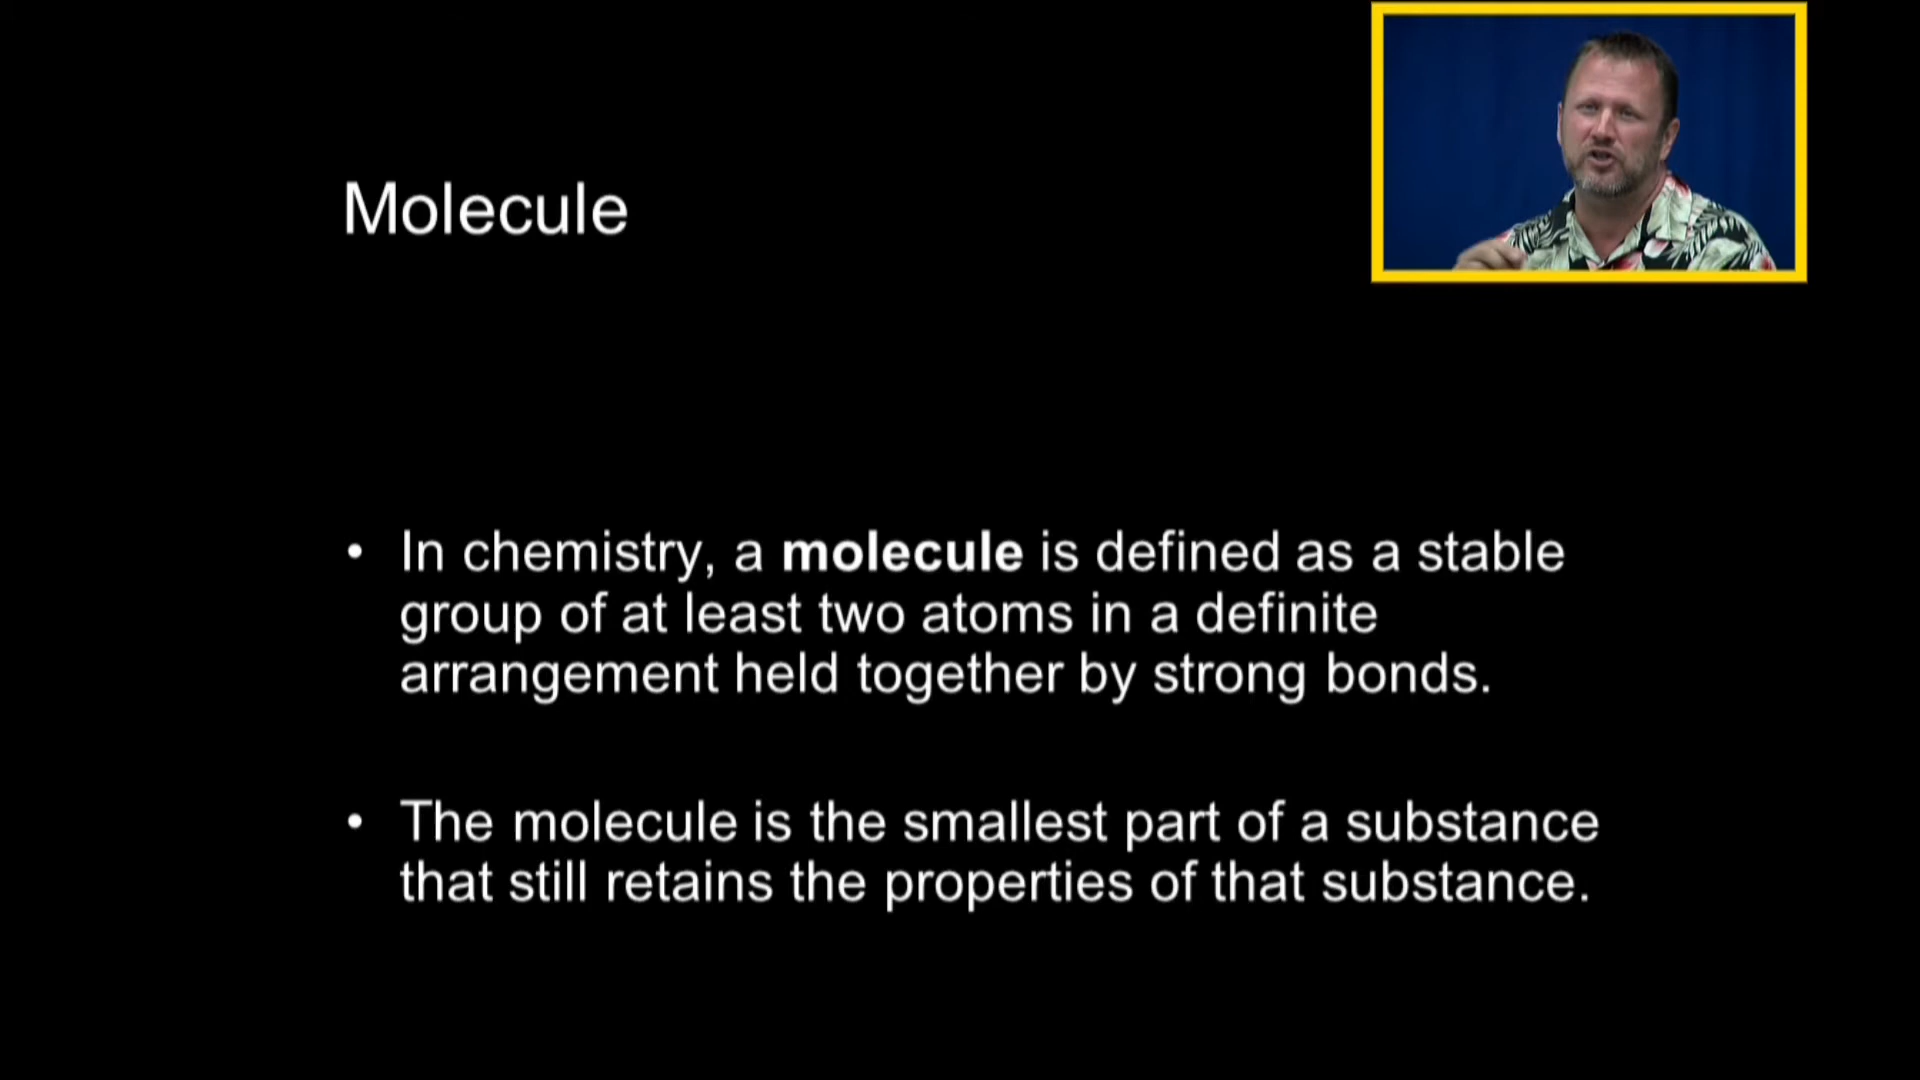 Molecule
• In chemistry, a molecule is defined as a stable
group of at least two atoms in a definite
arrangement held together by strong bonds.
• The molecule is the smallest part of a substance
that still retains the properties of that substance.